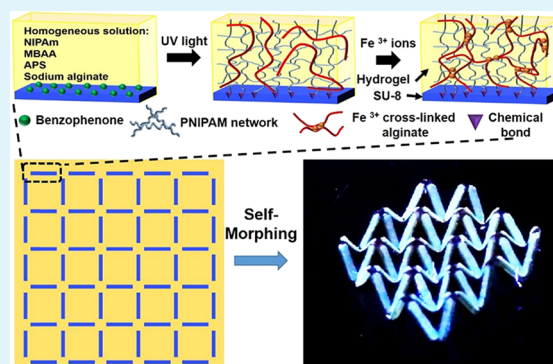 Homogeneous solution:
NIPAm
MBAA
APS
Sodium alginate
UV light
Fe 3+ ions
Hydrogel
SU-8
Benzophenone
PNIPAM network
Fe 3+ cross-linked
alginate
Chemical
bond
Self-
Morphing